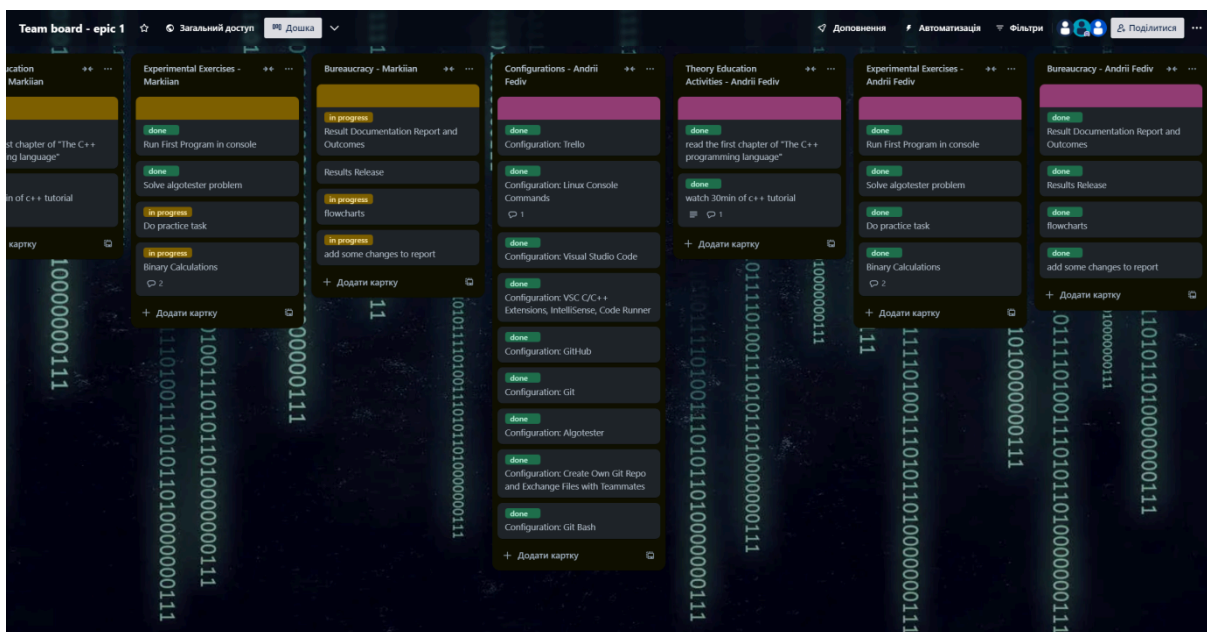 Team board - epic 1
Загальний доступ
Дошка
Доповнення
Автоматизація
Фільтри
Поділитися
Markiian
st chapter of "The C++
ng language"
in of c++ tutorial
картку
Experimental Exercises -
Markiian
done
Run First Program in console
done
Solve algotester problem
in progress
Do practice task
in progress
Binary Calculations
2
+ Додати картку
Bureaucracy - Markiian
in progress
Result Documentation Report and
Outcomes
Results Release
in progress
flowcharts
in progress
add some changes to report
+ Додати картку
Configurations - Andrii
Fediv
done
Configuration: Trello
done
Configuration: Linux Console
Commands
1
done
Configuration: Visual Studio Code
done
Configuration: VSC C/C++
Extensions, IntelliSense, Code Runner
done
Configuration: GitHub
done
Configuration: Git
done
Configuration: Algotester
done
Configuration: Create Own Git Repo
and Exchange Files with Teammates
done
Configuration: Git Bash
+ Додати картку
Theory Education
Activities - Andrii Fediv
done
read the first chapter of "The C++
programming language"
done
watch 30min of c++ tutorial
1
+ Додати картку
Experimental Exercises -
Andrii Fediv
done
Run First Program in console
done
Solve algotester problem
done
Do practice task
done
Binary Calculations
2
+ Додати картку
Bureaucracy - Andrii Fediv
done
Result Documentation Report and
Outcomes
done
Results Release
done
flowcharts
done
add some changes to report
+ Додати картку